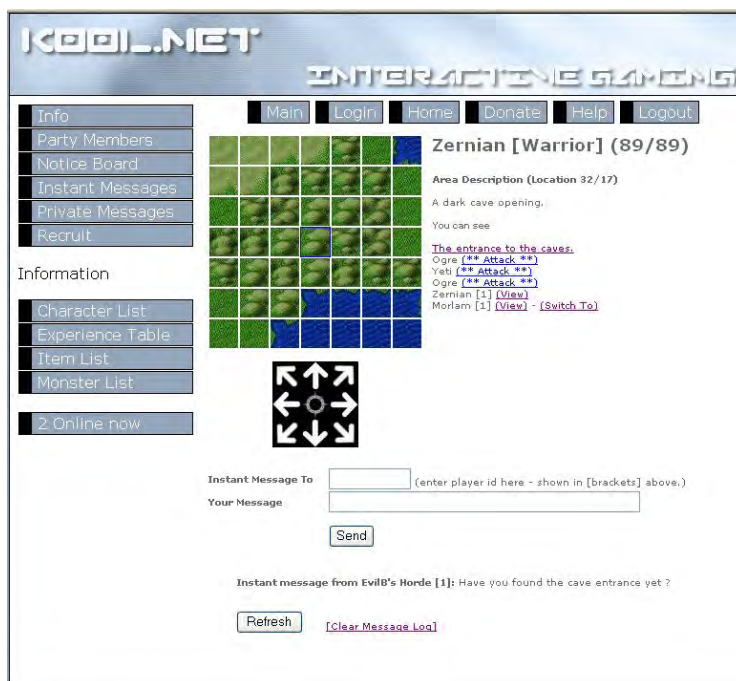 KOOL.NET
INTERACTIVE GAMING
Main Login Home Donate Help Logout
Info
Party Members
Notice Board
Instant Messages
Private Messages
Recruit
Information
Character List
Experience Table
Item List
Monster List
2 Online now
Zernian [Warrior] (89/89)
Area Description (Location 32/17)
A dark cave opening.
You can see
The entrance to the caves.
Ogre (** Attack **)
Yeti (** Attack **)
Ogre (** Attack **)
Zernian [1] (View)
Morlam [1] (View) - (Switch To)
Instant Message To (enter player id here - shown in [brackets] above.)
Your Message
Send
Instant message from EvilB's Horde [1]: Have you found the cave entrance yet ?
Refresh [Clear Message Log]